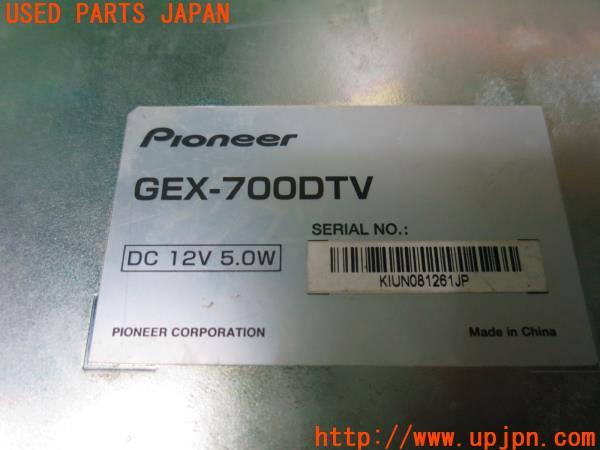 USED PARTS JAPAN
Pioneer
GEX-700DTV
SERIAL NO.:
DC 12V 5.0W
KIUN081261JP
PIONEER CORPORATION
Made in China
http://www.upjpn.com/